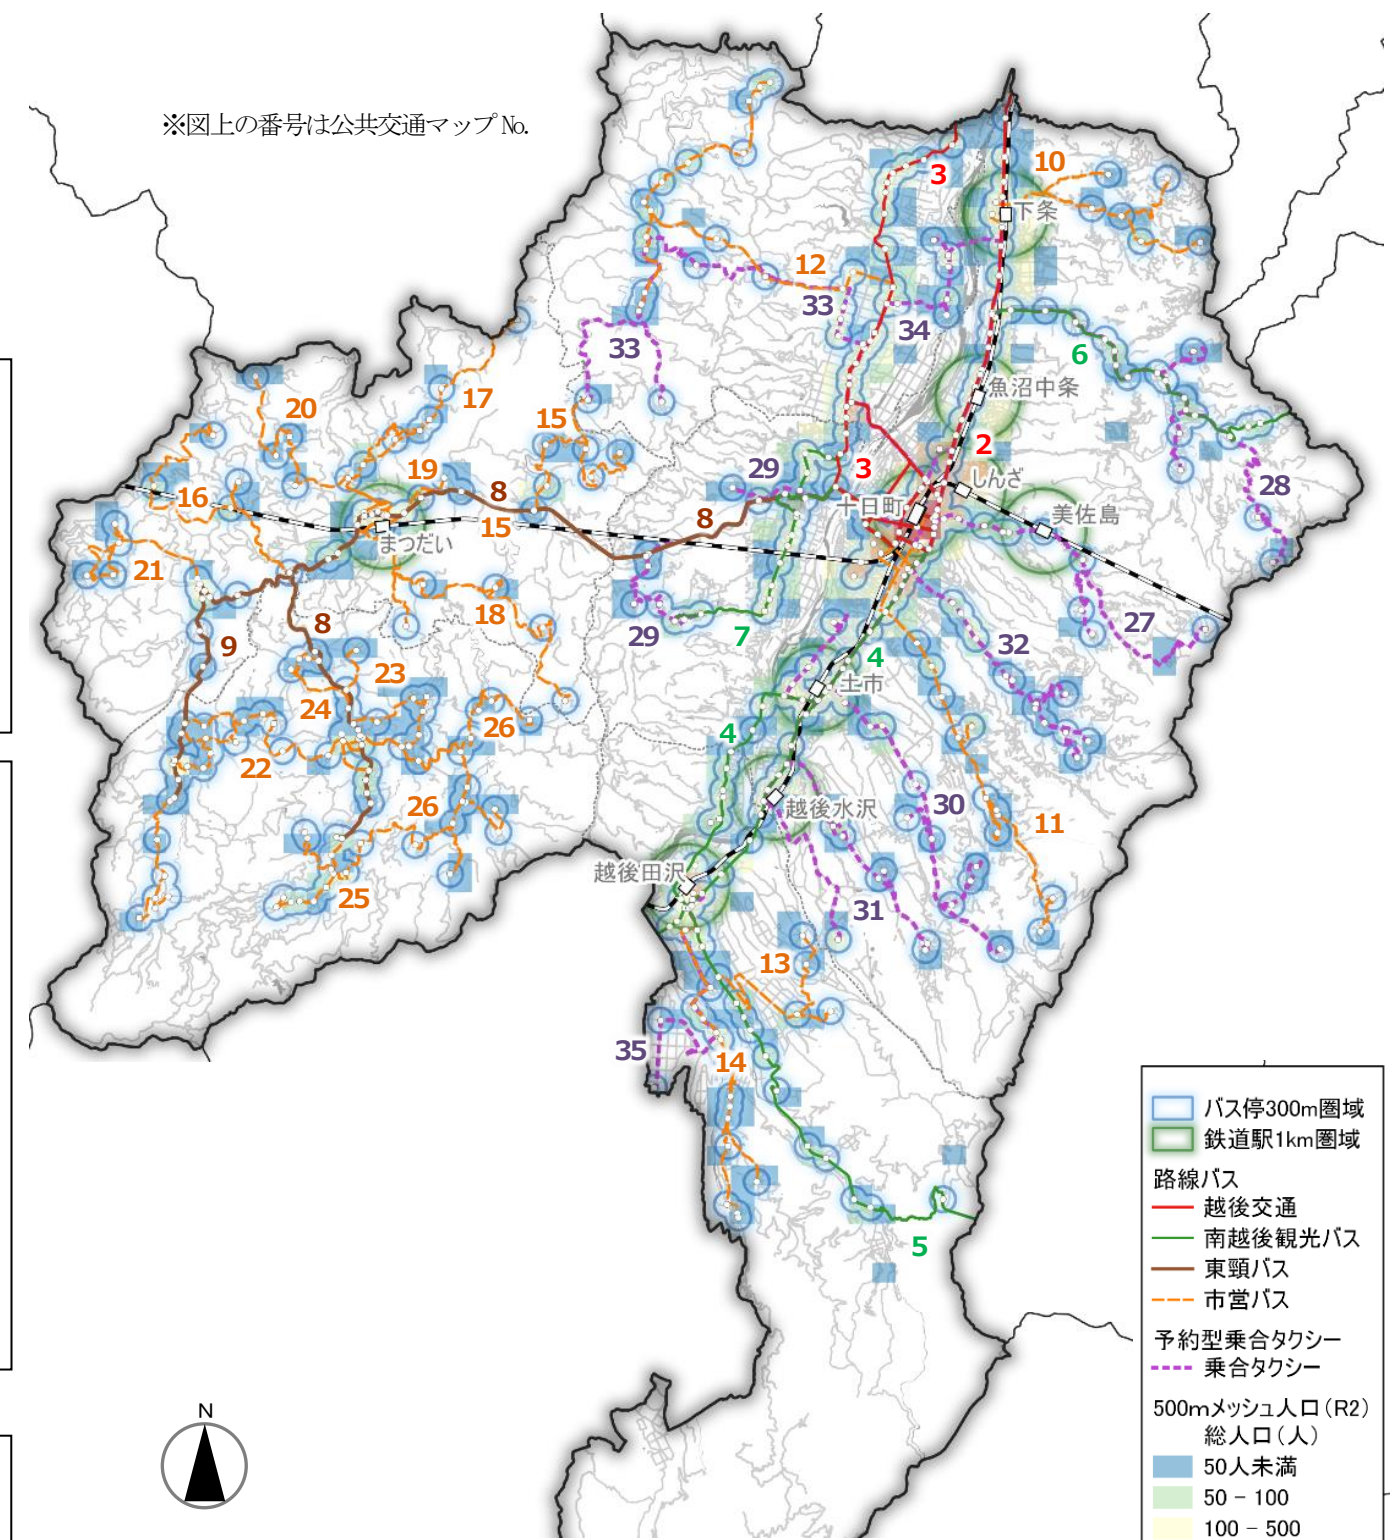 ※図上の番号は公共交通マップ No.
10
3
下条
12
33
34
33
6
魚沼中条
17
20
15
2
19
8
29
3
しんざ
28
16
8
十日町
美佐島
15
まつだい
21
18
8
9
29
7
27
32
4
23
土市
24
26
4
22
26
越後水沢
30
11
越後田沢
25
31
13
35
14
5
N
バス停300m圏域
鉄道駅1km圏域
路線バス
越後交通
南越後観光バス
東頸バス
市営バス
予約型乗合タクシー
乗合タクシー
500mメッシュ人口(R2)
総人口(人)
50人未満
50 - 100
100 - 500